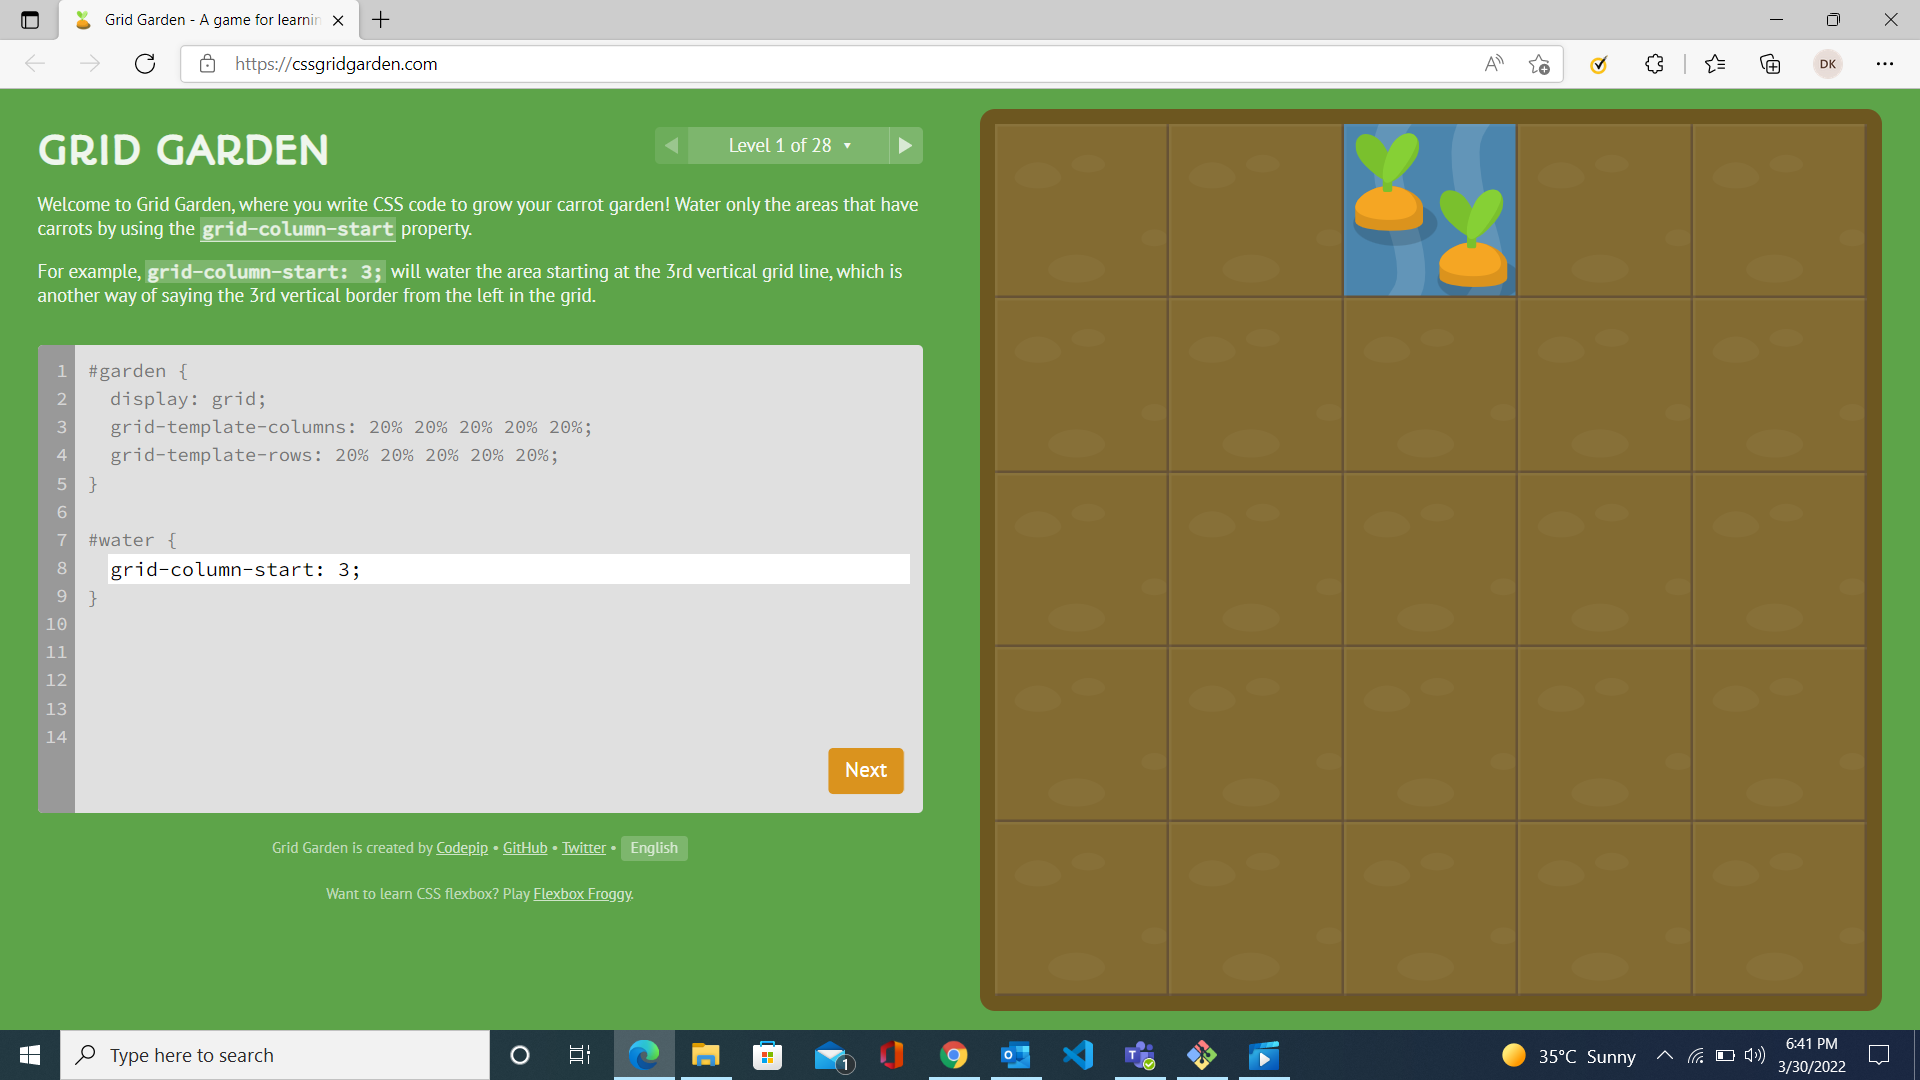 Grid Garden - A game for learnin
https://cssgridgarden.com
DK
GRID GARDEN
Level 1 of 28
Welcome to Grid Garden, where you write CSS code to grow your carrot garden! Water only the areas that have
carrots by using the grid-column-start property.
For example, grid-column-start: 3; will water the area starting at the 3rd vertical grid line, which is
another way of saying the 3rd vertical border from the left in the grid.
1 #garden {
2 display: grid;
3 grid-template-columns: 20% 20% 20% 20% 20%;
4 grid-template-rows: 20% 20% 20% 20% 20%;
5 }
6
7 #water {
8 grid-column-start: 3;
9 }
10
11
12
13
14
Next
Grid Garden is created by Codepip • GitHub • Twitter • English
Want to learn CSS flexbox? Play Flexbox Froggy.
Type here to search
1
35°C Sunny
6:41 PM
3/30/2022